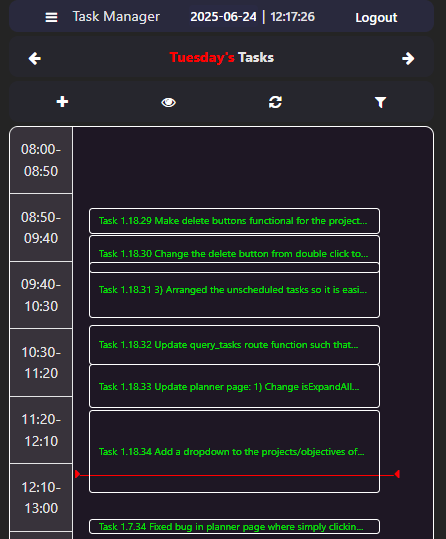 Task Manager 2025-06-24 | 12:17:26 Logout
Tuesday's Tasks
08:00-
08:50
08:50-
09:40
Task 1.18.29 Make delete buttons functional for the project...
Task 1.18.30 Change the delete button from double click to...
09:40-
10:30
Task 1.18.31 3) Arranged the unscheduled tasks so it is easi...
10:30-
11:20
Task 1.18.32 Update query_tasks route function such that...
Task 1.18.33 Update planner page: 1) Change isExpandAll...
11:20-
12:10
Task 1.18.34 Add a dropdown to the projects/objectives of...
12:10-
13:00
Task 1.7.34 Fixed bug in planner page where simply clickin...